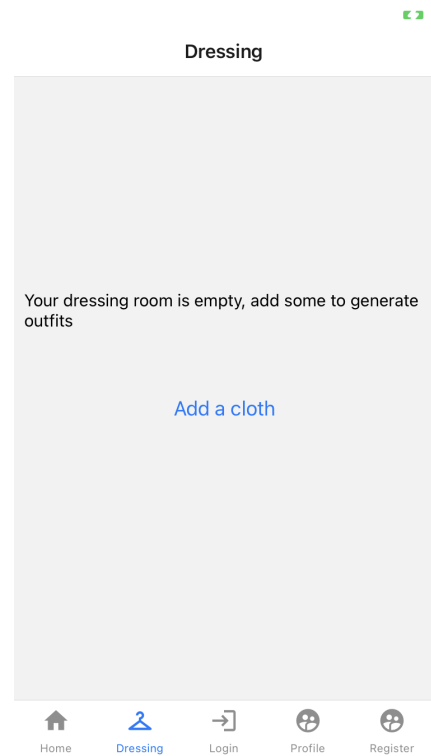 Dressing
Your dressing room is empty, add some to generate
outfits
Add a cloth
Home
Dressing
Login
Profile
Register